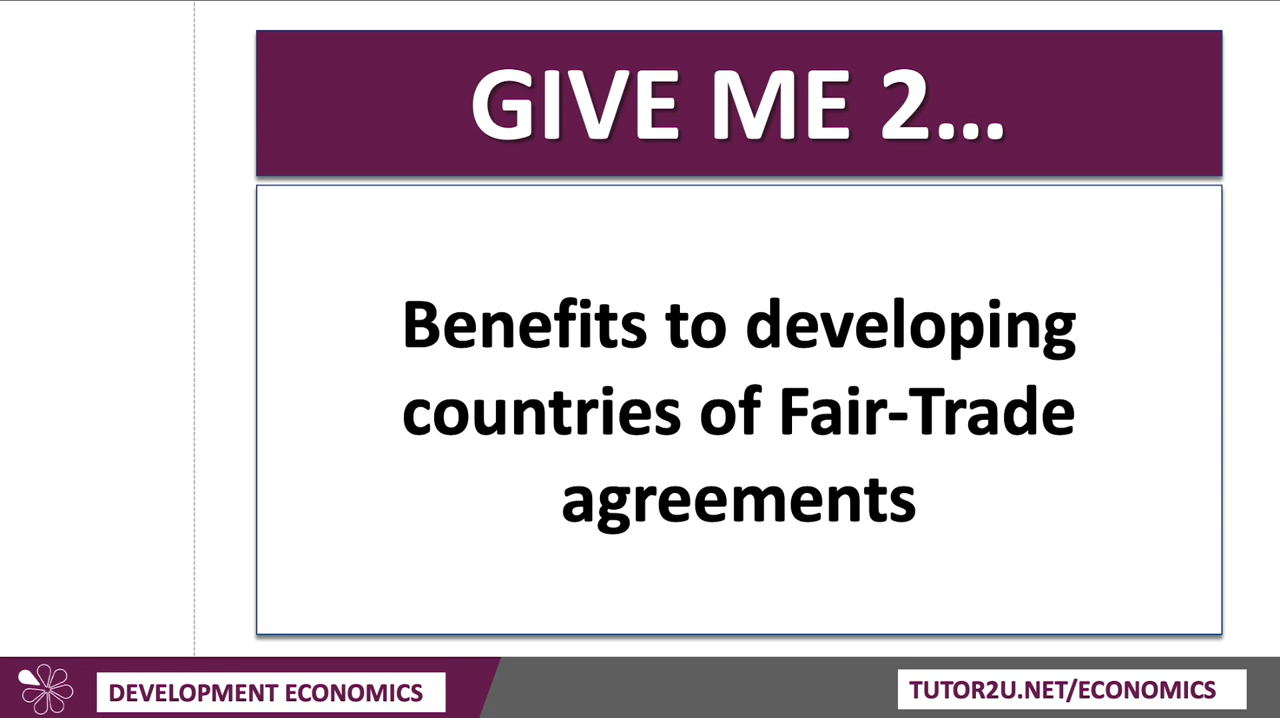 GIVE ME 2...
Benefits to developing
countries of Fair-Trade
agreements
DEVELOPMENT ECONOMICS
TUTOR2U.NET/ECONOMICS